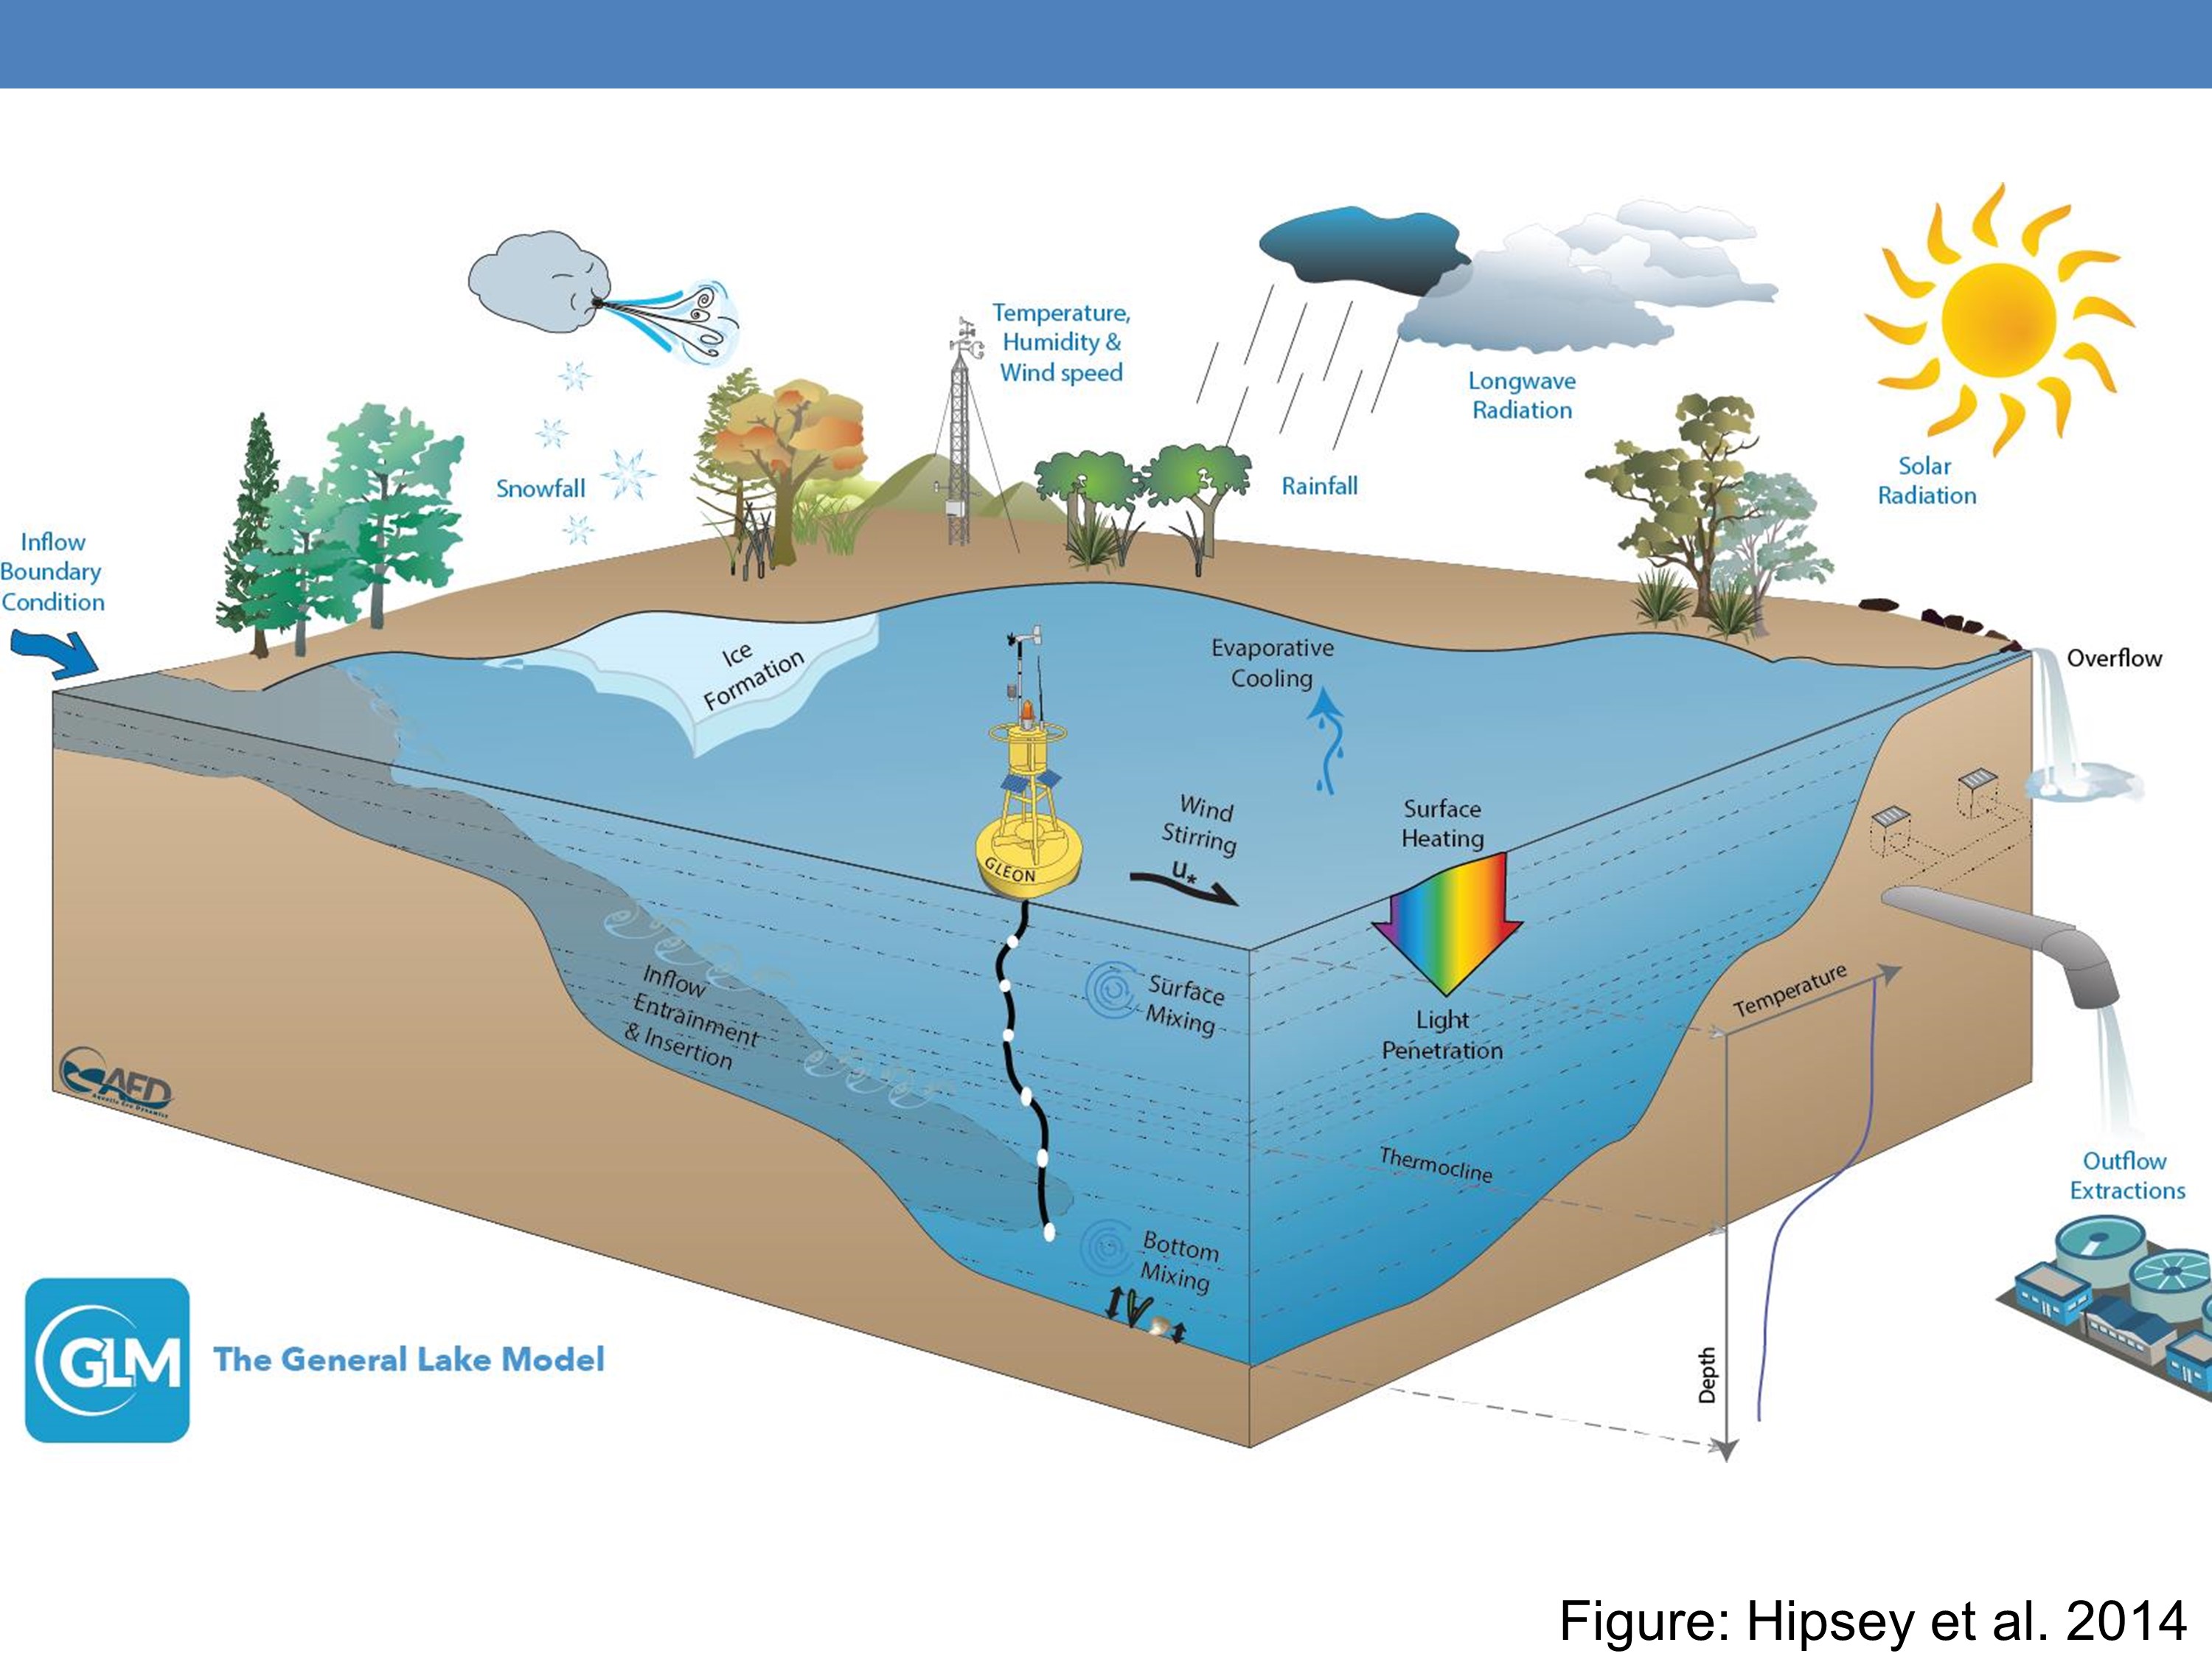 Temperature,
Humidity &
Wind speed
Longwave
Radiation
Solar
Radiation
Snowfall
Rainfall
Inflow
Boundary
Condition
Ice
Formation
Evaporative
Cooling
Overflow
Wind
Stirring
u*
Surface
Heating
GLEON
Surface
Mixing
Light
Penetration
Temperature
Inflow
Entrainment
& Insertion
AED
Aquatic Eco Dynamics
Thermocline
Outflow
Extractions
Bottom
Mixing
Depth
GLM
The General Lake Model
Figure: Hipsey et al. 2014